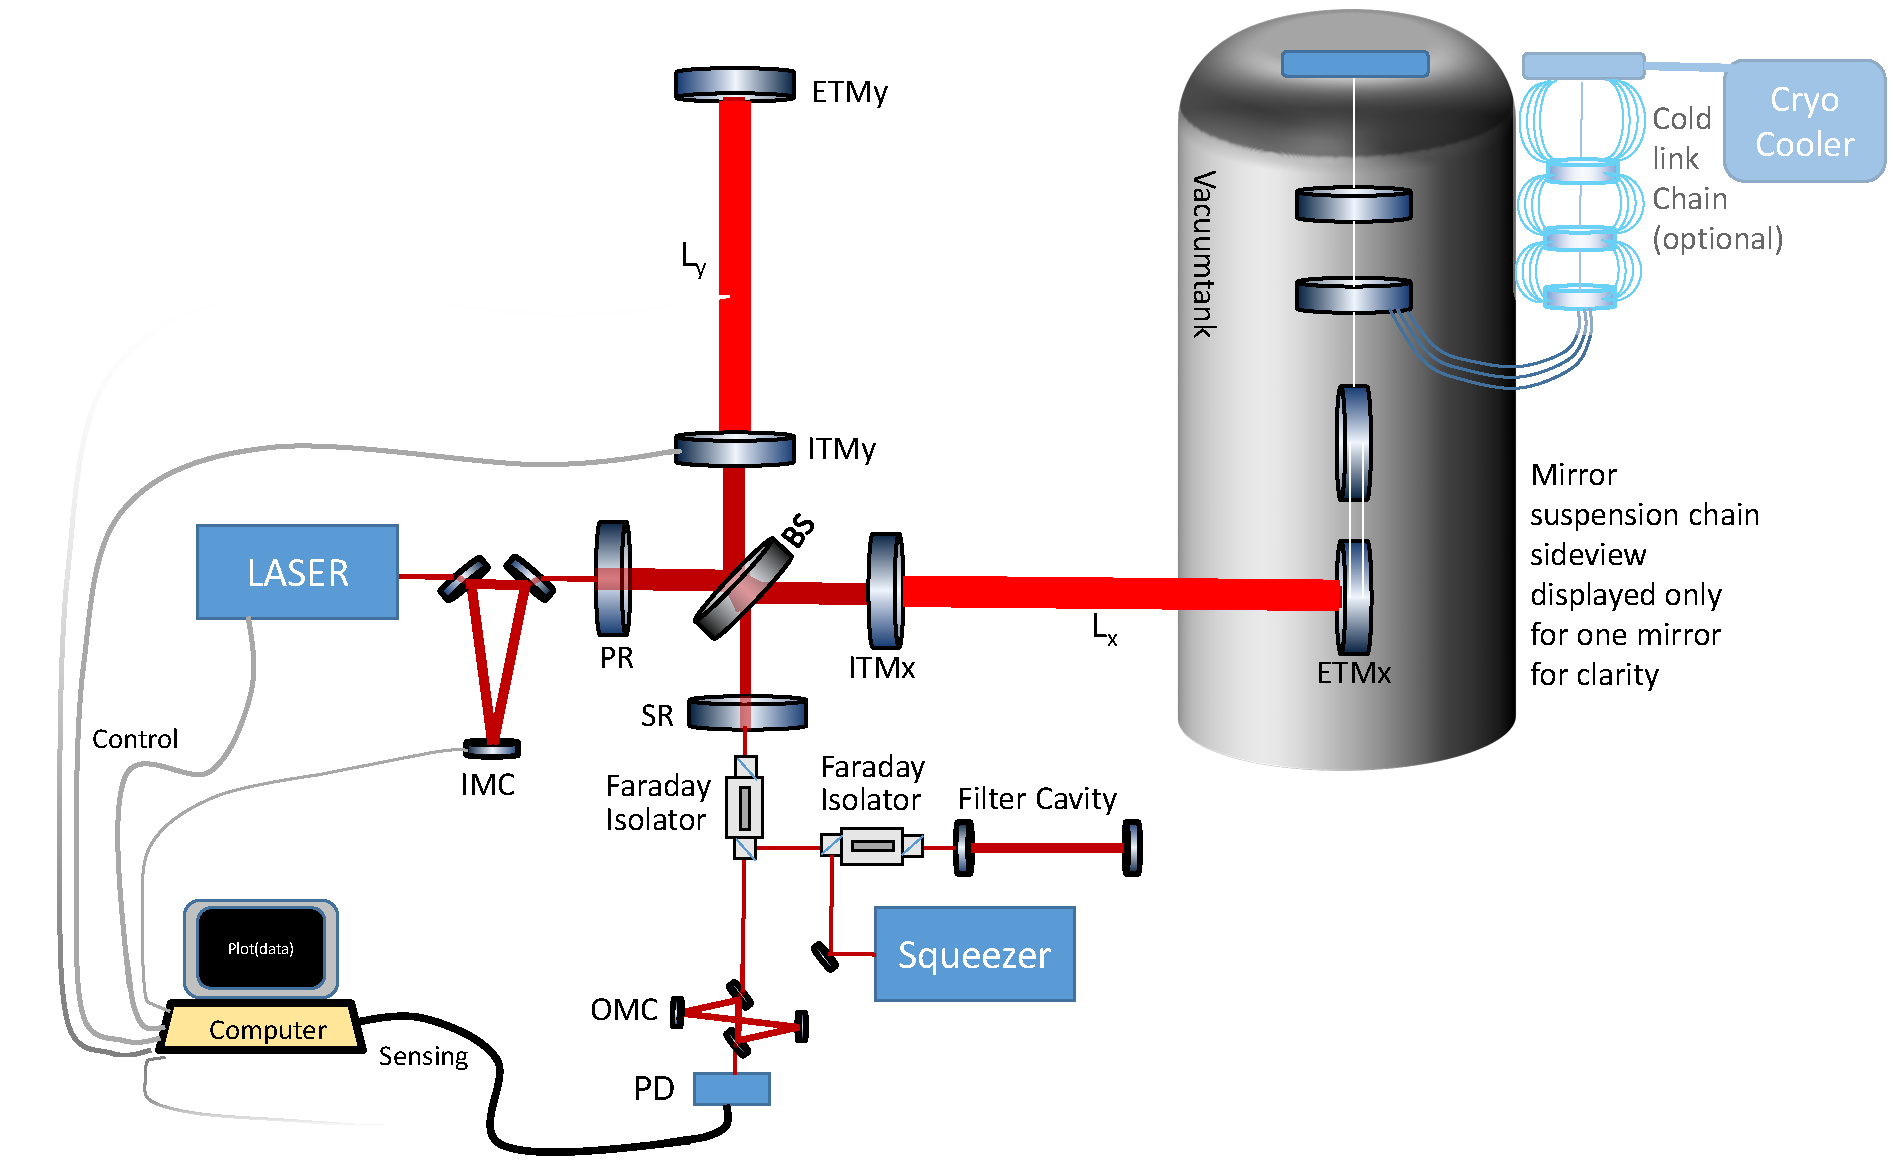 ETMy
Cryo
Cooler
Cold
link
Chain
(optional)
Vacuumtank
Ly
ITMy
BS
LASER
PR
ITMx
Lx
ETMx
Mirror
suspension chain
sideview
displayed only
for one mirror
for clarity
SR
Control
IMC
Faraday
Isolator
Faraday
Isolator
Filter Cavity
Plot(data)
Squeezer
OMC
Computer
Sensing
PD